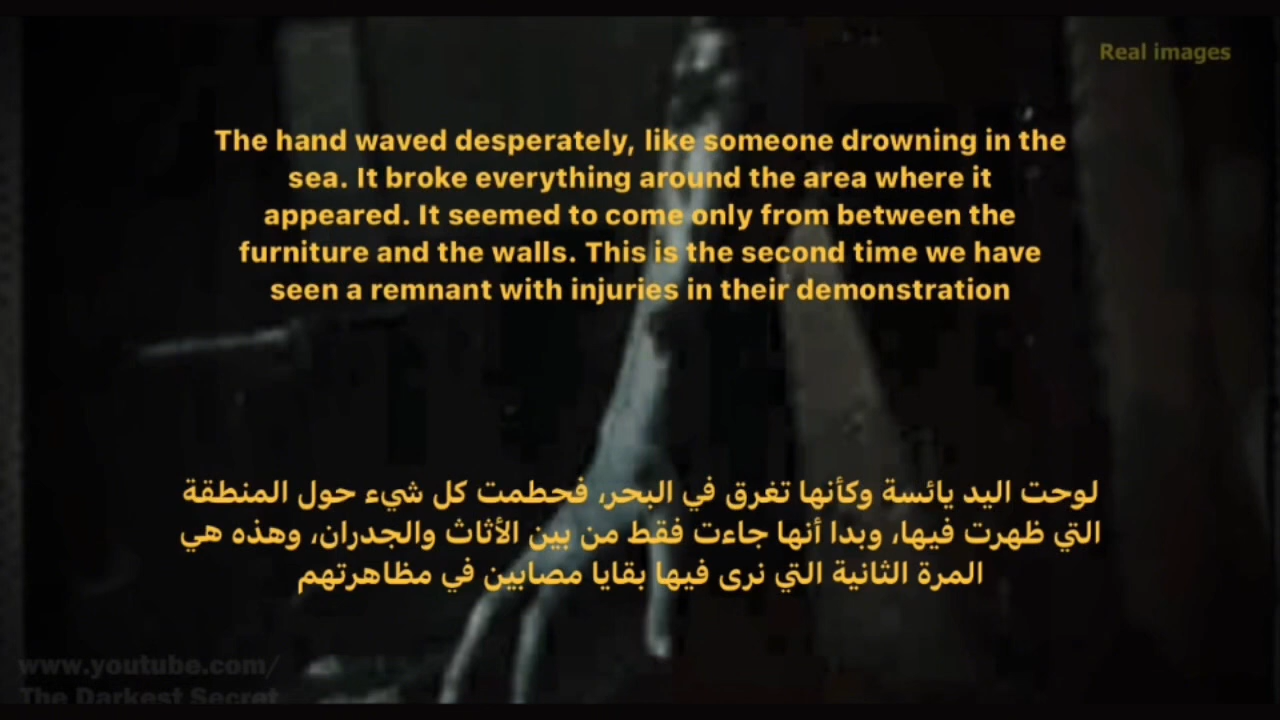 Real images
The hand waved desperately, like someone drowning in the
sea. It broke everything around the area where it
appeared. It seemed to come only from between the
furniture and the walls. This is the second time we have
seen a remnant with injuries in their demonstration
لوحت اليد يائسة وكأنها تغرق في البحر، فحطمت كل شيء حول المنطقة
التي ظهرت فيها، وبدا أنها جاءت فقط من بين الأثاث والجدران، وهذه هي
المرة الثانية التي نرى فيها بقايا مصابين في مظاهرتهم
www.youtube.com/
The Darkest Secret